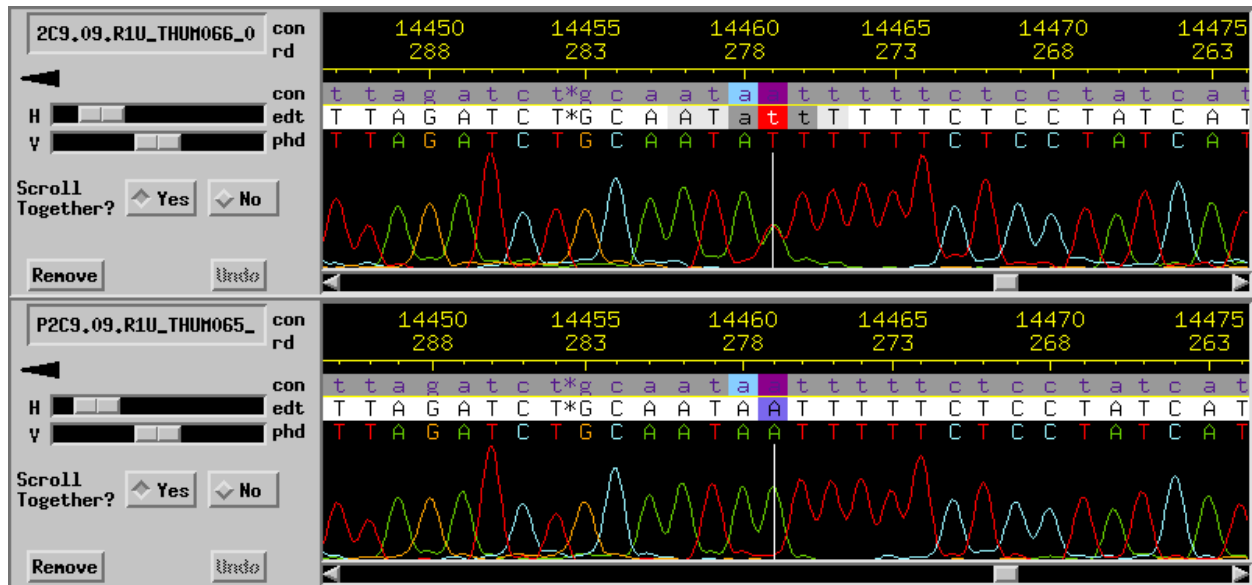 2C9.09.R1U_THUM066_0
con 14450 14455 14460 14465 14470 14475
rd 288 283 278 273 268 263
con t t a g a t c t*g c a a t a t t t t t c t c c t a t c a t
H edt T T A G A T C T*G C A A T a t t T T T T C T C C T A T C A T
V phd T T A G A T C T G C A A T A T T T T T T C T C C T A T C A T
Scroll
Together? Yes No
Remove Undo
P2C9.09.R1U_THUM065_
con 14450 14455 14460 14465 14470 14475
rd 288 283 278 273 268 263
con t t a g a t c t*g c a a t a t t t t t c t c c t a t c a t
H edt T T A G A T C T*G C A A T A A T T T T T C T C C T A T C A T
V phd T T A G A T C T G C A A T A A T T T T T C T C C T A T C A T
Scroll
Together? Yes No
Remove Undo